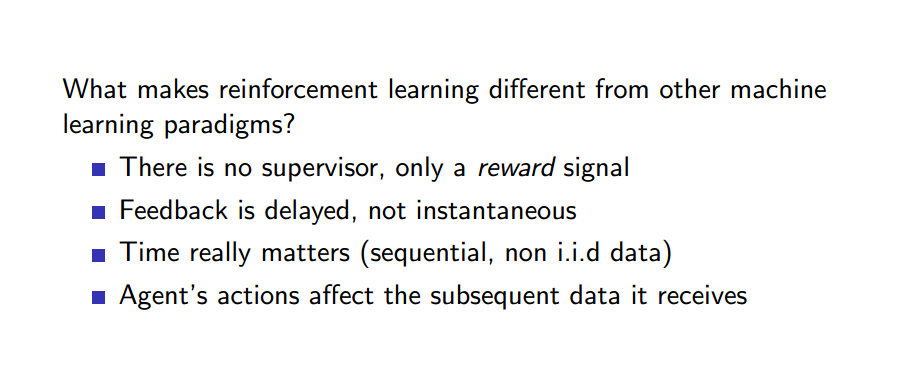 What makes reinforcement learning different from other machine
learning paradigms?
There is no supervisor, only a reward signal
Feedback is delayed, not instantaneous
Time really matters (sequential, non i.i.d data)
Agent's actions affect the subsequent data it receives